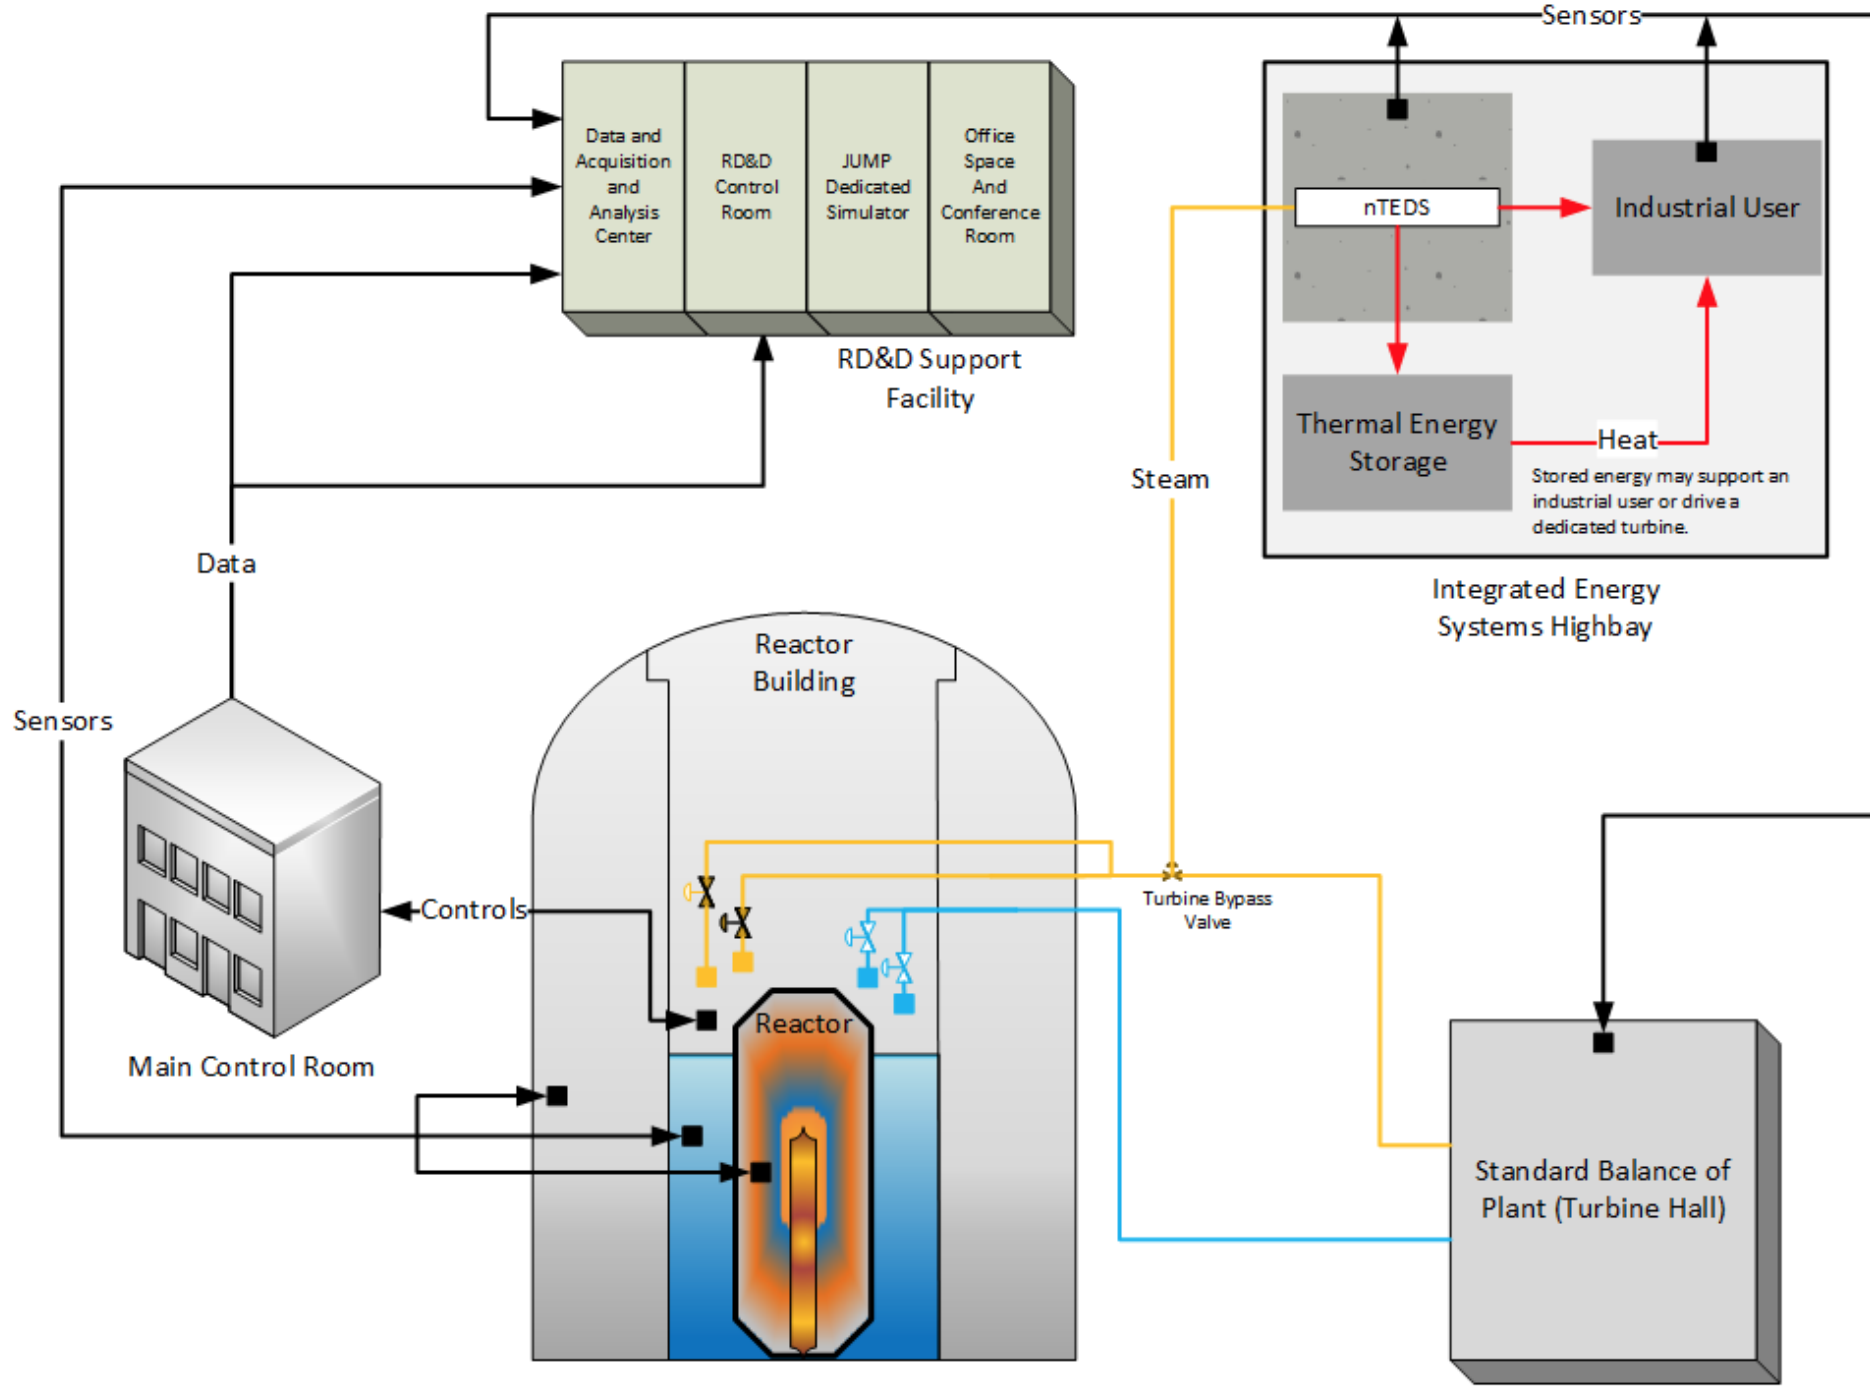 Sensors
Data and
Acquisition
and
Analysis
Center
RD&D
Control
Room
JUMP
Dedicated
Simulator
Office
Space
And
Conference
Room
RD&D Support
Facility
nTEDS
Industrial User
Thermal Energy
Storage
Heat
Stored energy may support an
industrial user or drive a
dedicated turbine.
Integrated Energy
Systems Highbay
Steam
Data
Sensors
Reactor
Building
Controls
Turbine Bypass
Valve
Reactor
Main Control Room
Standard Balance of
Plant (Turbine Hall)